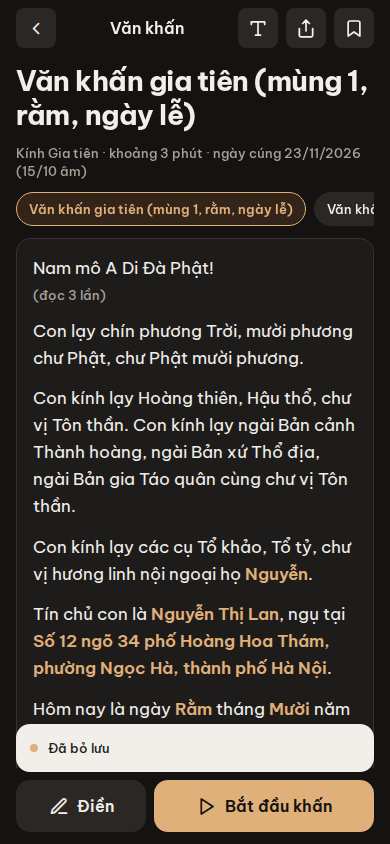 Văn khấn
Văn khấn gia tiên (mùng 1,
rằm, ngày lễ)
Kính Gia tiên · khoảng 3 phút · ngày cúng 23/11/2026
(15/10 âm)
Văn khấn gia tiên (mùng 1, rằm, ngày lễ)
Văn
Nam mô A Di Đà Phật!
(đọc 3 lần)
Con lạy chín phương Trời, mười phương
chư Phật, chư Phật mười phương.
Con kính lạy Hoàng thiên, Hậu thổ, chư
vị Tôn thần. Con kính lạy ngài Bản cảnh
Thành hoàng, ngài Bản xứ Thổ địa,
ngài Bản gia Táo quân cùng chư vị Tôn
thần.
Con kính lạy các cụ Tổ khảo, Tổ tỷ, chư
vị hương linh nội ngoại họ Nguyễn.
Tín chủ con là Nguyễn Thị Lan, ngụ tại
Số 12 ngõ 34 phố Hoàng Hoa Thám,
phường Ngọc Hà, thành phố Hà Nội.
Hôm nay là ngày Rằm tháng Mười năm
Đã bỏ lưu
Điền
Bắt đầu khấn